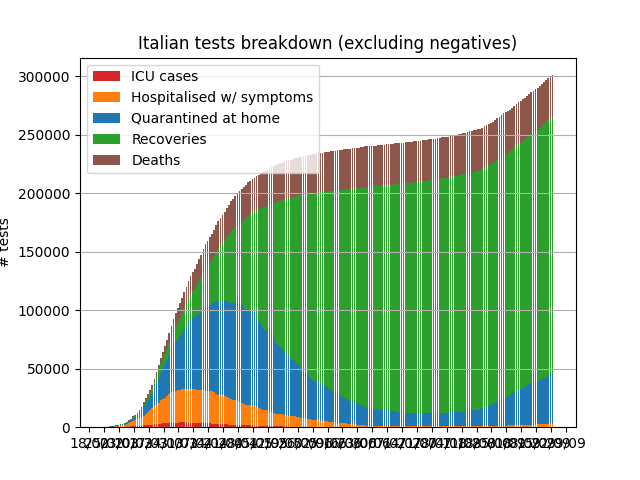 Italian tests breakdown (excluding negatives)
ICU cases
Hospitalised w/ symptoms
Quarantined at home
Recoveries
Deaths
300000
250000
200000
150000
100000
50000
0
# tests